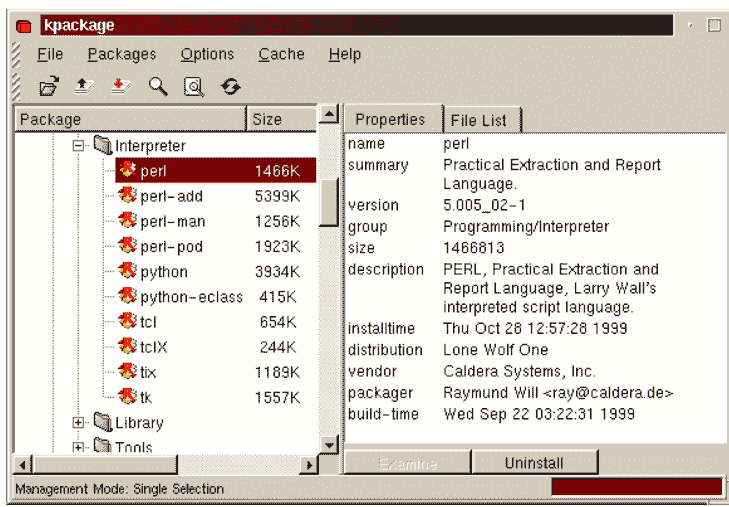 kpackage
File Packages Options Cache Help
Package Size
Interpreter
perl 1466K
perl-add 5399K
perl-man 1256K
perl-pod 1923K
python 3934K
python-eclass 415K
tcl 654K
tclX 244K
tix 1189K
tk 1557K
Library
Tools
Properties File List
name perl
summary Practical Extraction and Report
Language.
version 5.005_02-1
group Programming/Interpreter
size 1466813
description PERL, Practical Extraction and
Report Language, Larry Wall's
interpreted script language.
installtime Thu Oct 28 12:57:28 1999
distribution Lone Wolf One
vendor Caldera Systems, Inc.
packager Raymund Will <ray@caldera.de>
build-time Wed Sep 22 03:22:31 1999
Examine Uninstall
Management Mode: Single Selection